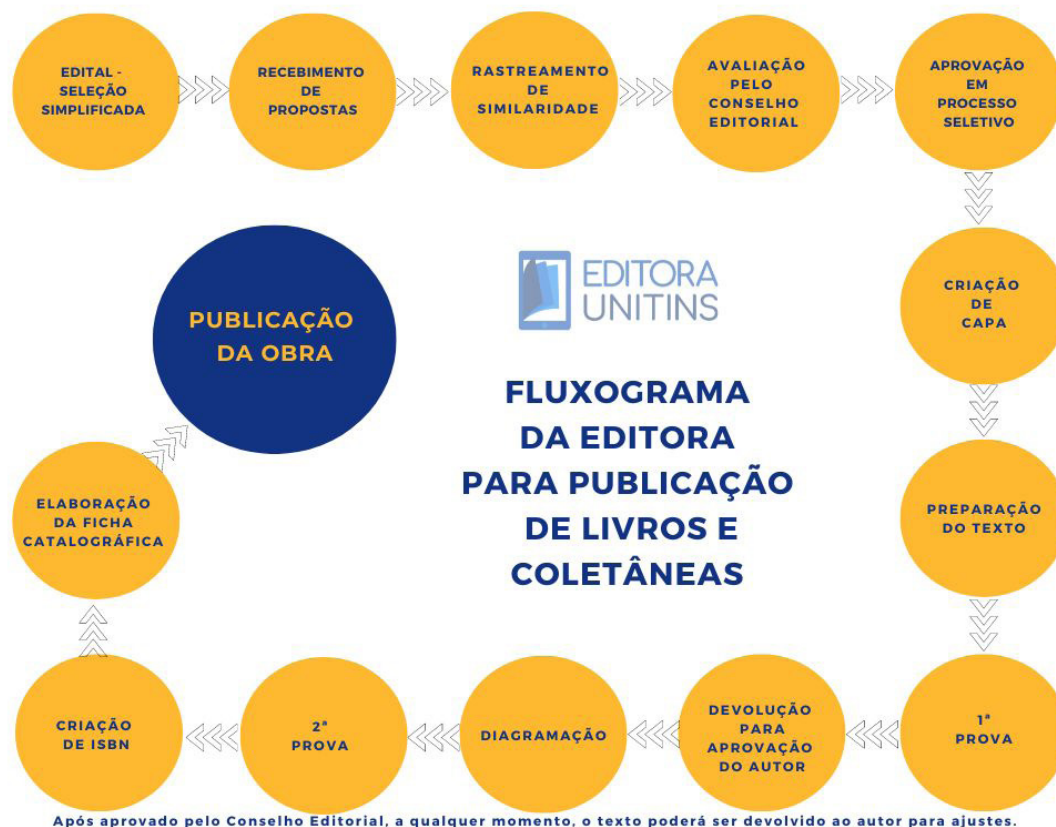 EDITAL -
SELEÇÃO
SIMPLIFICADA
RECEBIMENTO
DE
PROPOSTAS
RASTREAMENTO
DE
SIMILARIDADE
AVALIAÇÃO
PELO
CONSELHO
EDITORIAL
APROVAÇÃO
EM
PROCESSO
SELETIVO
CRIAÇÃO
DE
CAPA
PREPARAÇÃO
DO TEXTO
1ª
PROVA
DEVOLUÇÃO
PARA
APROVAÇÃO
DO AUTOR
DIAGRAMAÇÃO
2ª
PROVA
CRIAÇÃO
DE ISBN
ELABORAÇÃO
DA FICHA
CATALOGRÁFICA
PUBLICAÇÃO
DA OBRA
EDITORA
UNITINS
FLUXOGRAMA
DA EDITORA
PARA PUBLICAÇÃO
DE LIVROS E
COLETÂNEAS
Após aprovado pelo Conselho Editorial, a qualquer momento, o texto poderá ser devolvido ao autor para ajustes.